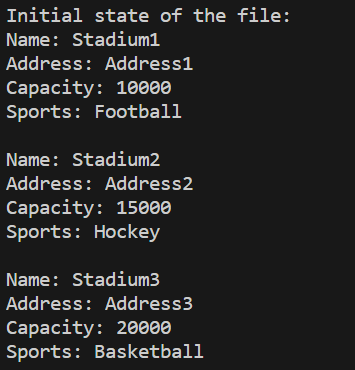 Initial state of the file:
Name: Stadium1
Address: Address1
Capacity: 10000
Sports: Football

Name: Stadium2
Address: Address2
Capacity: 15000
Sports: Hockey

Name: Stadium3
Address: Address3
Capacity: 20000
Sports: Basketball